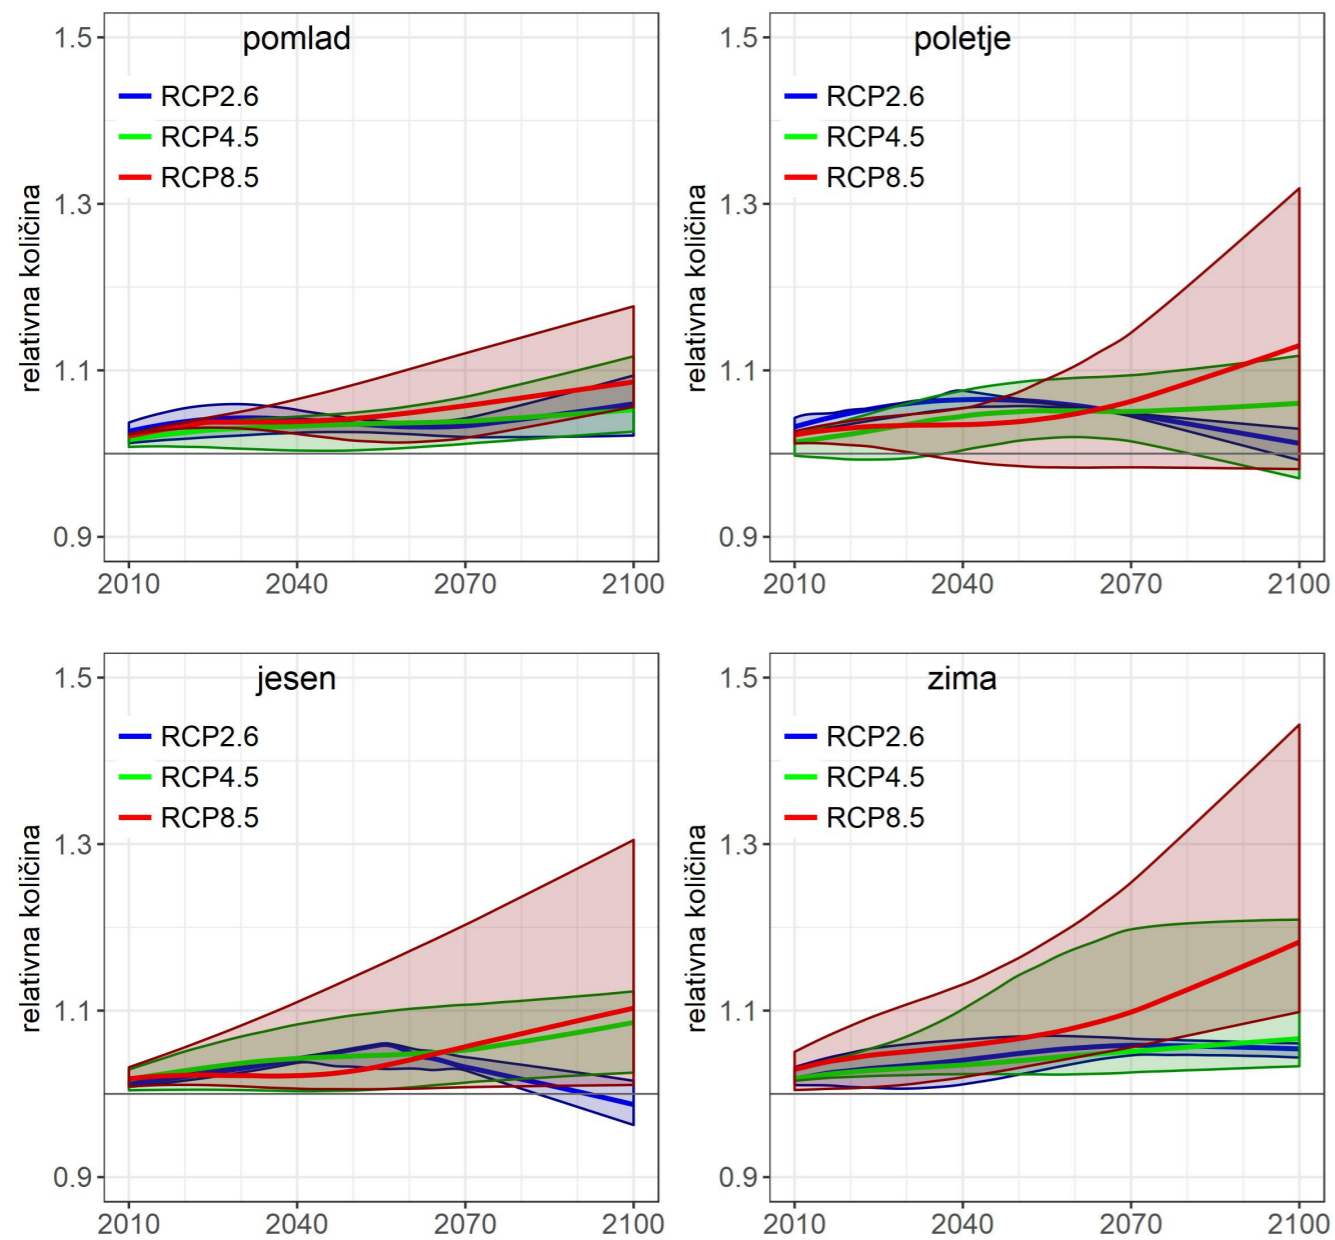 pomlad
1.5
1.3
1.1
0.9
relativna količina
RCP2.6
RCP4.5
RCP8.5
2010 2040 2070 2100
poletje
1.5
1.3
1.1
0.9
relativna količina
RCP2.6
RCP4.5
RCP8.5
2010 2040 2070 2100
jesen
1.5
1.3
1.1
0.9
relativna količina
RCP2.6
RCP4.5
RCP8.5
2010 2040 2070 2100
zima
1.5
1.3
1.1
0.9
relativna količina
RCP2.6
RCP4.5
RCP8.5
2010 2040 2070 2100